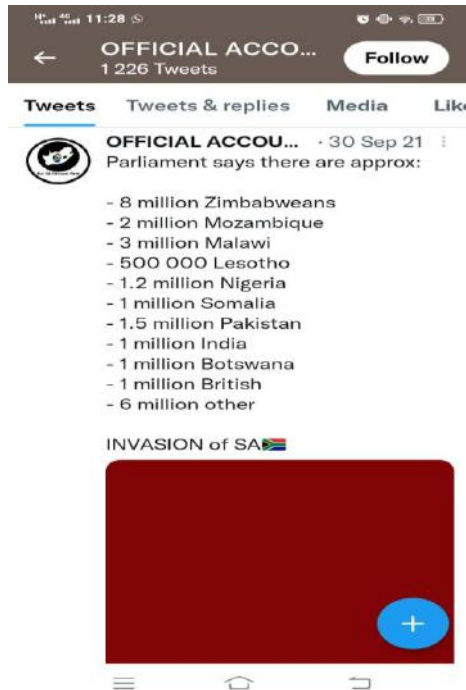 11:28
OFFICIAL ACCO...
1 226 Tweets
Follow
Tweets Tweets & replies Media Like
OFFICIAL ACCOU... · 30 Sep 21
Parliament says there are approx:
- 8 million Zimbabweans
- 2 million Mozambique
- 3 million Malawi
- 500 000 Lesotho
- 1.2 million Nigeria
- 1 million Somalia
- 1.5 million Pakistan
- 1 million India
- 1 million Botswana
- 1 million British
- 6 million other
INVASION of SA🇿🇦